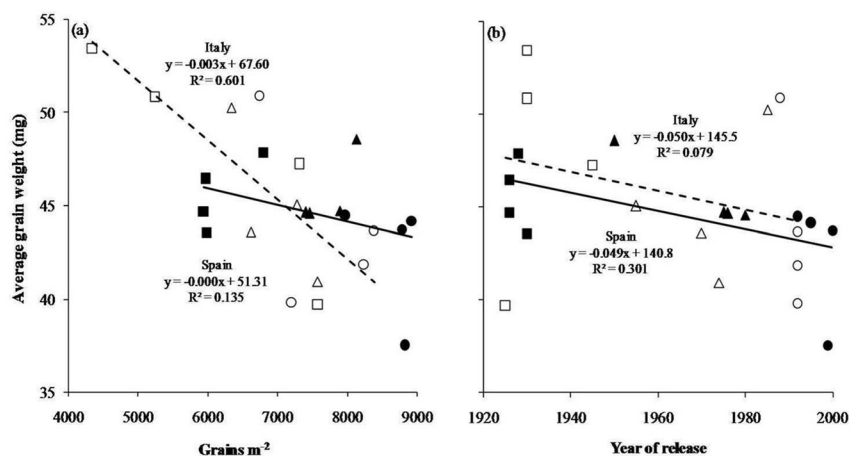 (a)
Italy
y = -0.003x + 67.60
R² = 0.601
Spain
y = -0.000x + 51.31
R² = 0.135
Average grain weight (mg)
55
50
45
40
35
4000 5000 6000 7000 8000 9000
Grains m⁻²
(b)
Italy
y = -0.050x + 145.5
R² = 0.079
Spain
y = -0.049x + 140.8
R² = 0.301
1920 1940 1960 1980 2000
Year of release